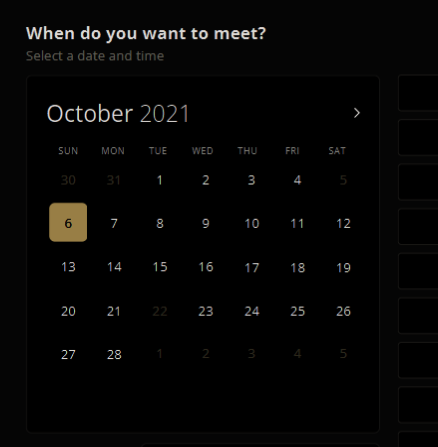 When do you want to meet?
Select a date and time
October 2021
SUN MON TUE WED THU FRI SAT
30 31 1 2 3 4 5
6 7 8 9 10 11 12
13 14 15 16 17 18 19
20 21 22 23 24 25 26
27 28 1 2 3 4 5